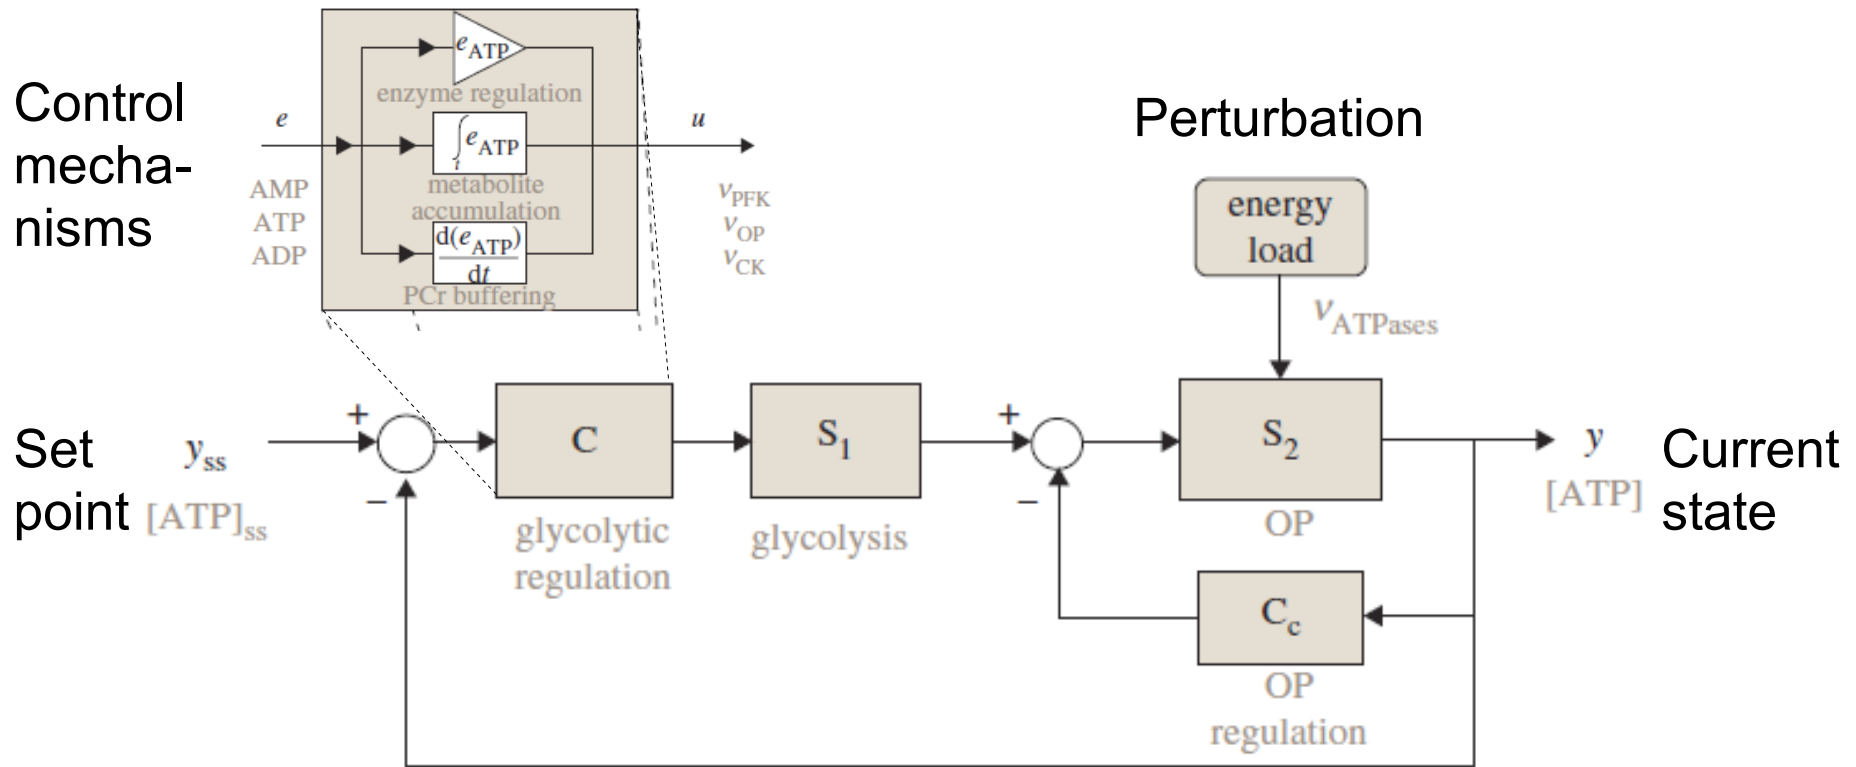 Control
mecha-
nisms
e
AMP
ATP
ADP
e_ATP
enzyme regulation
∫_i e_ATP
metabolite
accumulation
d(e_ATP)
dt
PCr buffering
u
v_PFK
v_OP
v_CK
Perturbation
energy
load
v_ATPases
Set
point
y_ss
[ATP]_ss
+
−
C
glycolytic
regulation
S_1
glycolysis
+
−
S_2
OP
C_c
OP
regulation
y
[ATP]
Current
state